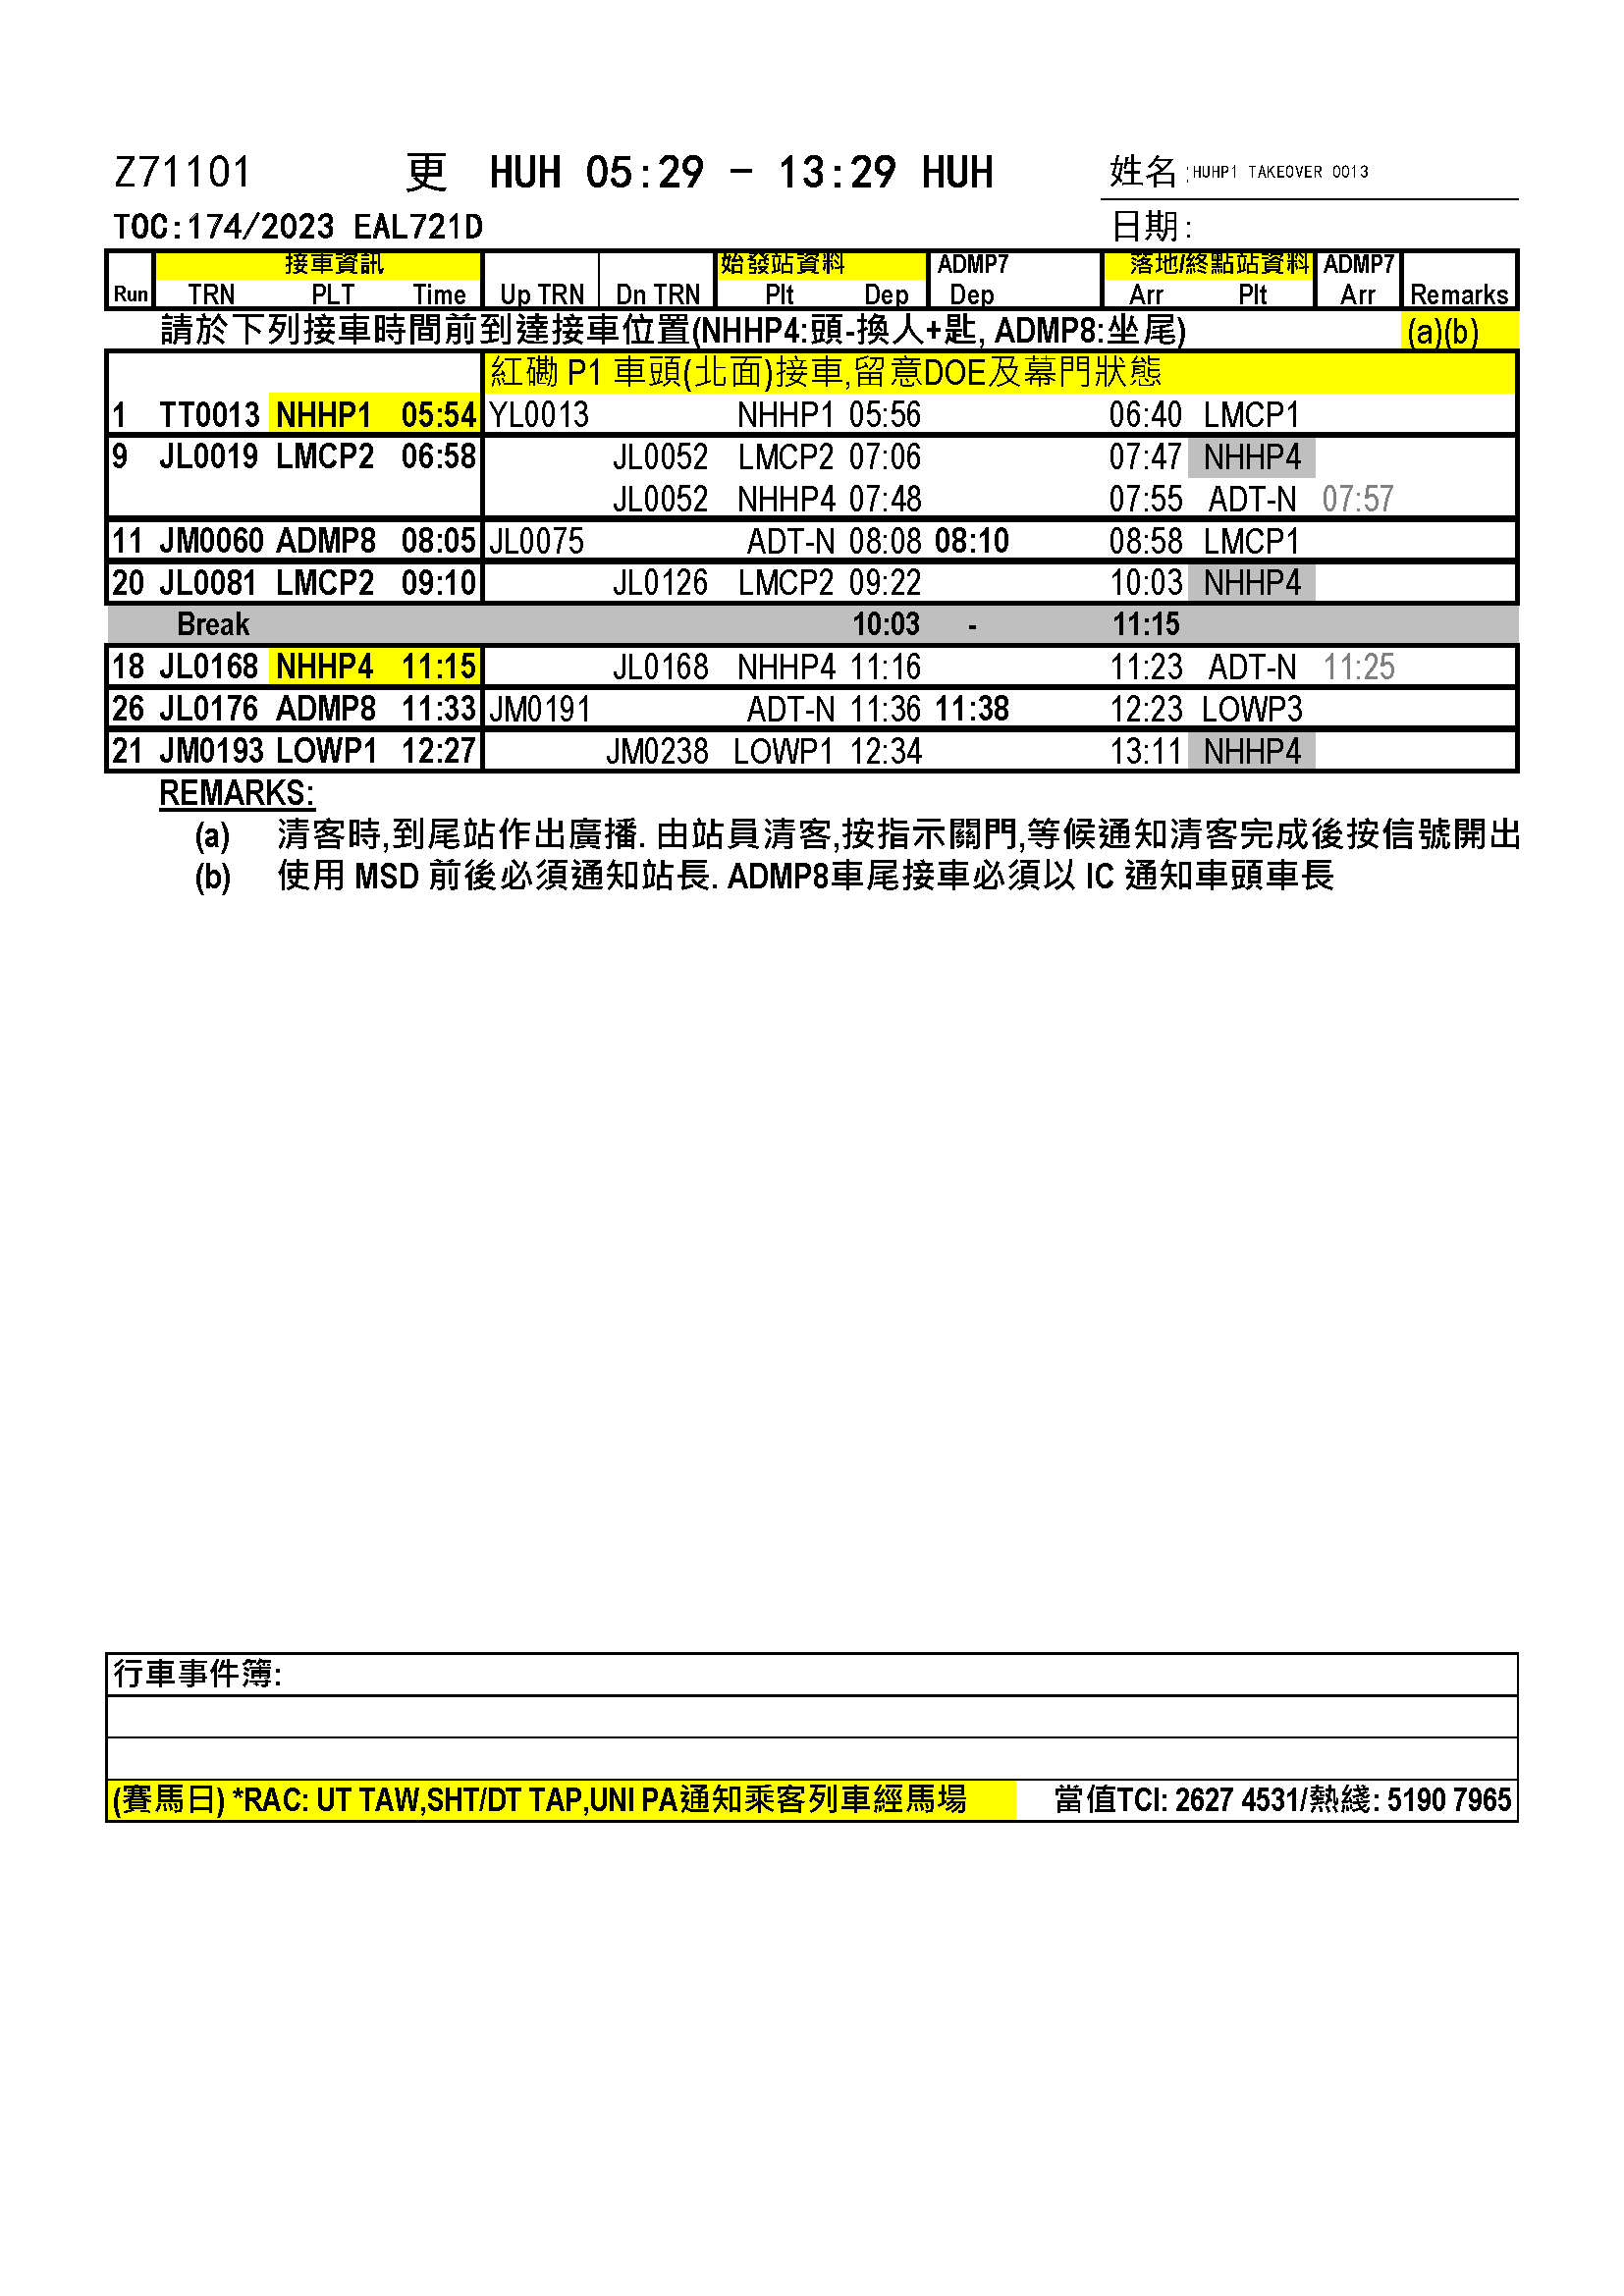 Z71101 更 HUH 05:29 - 13:29 HUH 姓名:HUHP1 TAKEOVER 0013
TOC:174/2023 EAL721D 日期:
接車資訊 始發站資料 ADMP7 落地/終點站資料 ADMP7
Run TRN PLT Time Up TRN Dn TRN Plt Dep Dep Arr Plt Arr Remarks
請於下列接車時間前到達接車位置(NHHP4:頭-換人+匙, ADMP8:坐尾) (a)(b)
紅磡 P1 車頭(北面)接車,留意DOE及幕門狀態
1 TT0013 NHHP1 05:54 YL0013 NHHP1 05:56 06:40 LMCP1
9 JL0019 LMCP2 06:58 JL0052 LMCP2 07:06 07:47 NHHP4
JL0052 NHHP4 07:48 07:55 ADT-N 07:57
11 JM0060 ADMP8 08:05 JL0075 ADT-N 08:08 08:10 08:58 LMCP1
20 JL0081 LMCP2 09:10 JL0126 LMCP2 09:22 10:03 NHHP4
Break 10:03 - 11:15
18 JL0168 NHHP4 11:15 JL0168 NHHP4 11:16 11:23 ADT-N 11:25
26 JL0176 ADMP8 11:33 JM0191 ADT-N 11:36 11:38 12:23 LOWP3
21 JM0193 LOWP1 12:27 JM0238 LOWP1 12:34 13:11 NHHP4
REMARKS:
(a) 清客時,到尾站作出廣播. 由站員清客,按指示關門,等候通知清客完成後按信號開出
(b) 使用 MSD 前後必須通知站長. ADMP8車尾接車必須以 IC 通知車頭車長
行車事件簿:
(賽馬日) *RAC: UT TAW,SHT/DT TAP,UNI PA通知乘客列車經馬場 當值TCI: 2627 4531/熱綫: 5190 7965